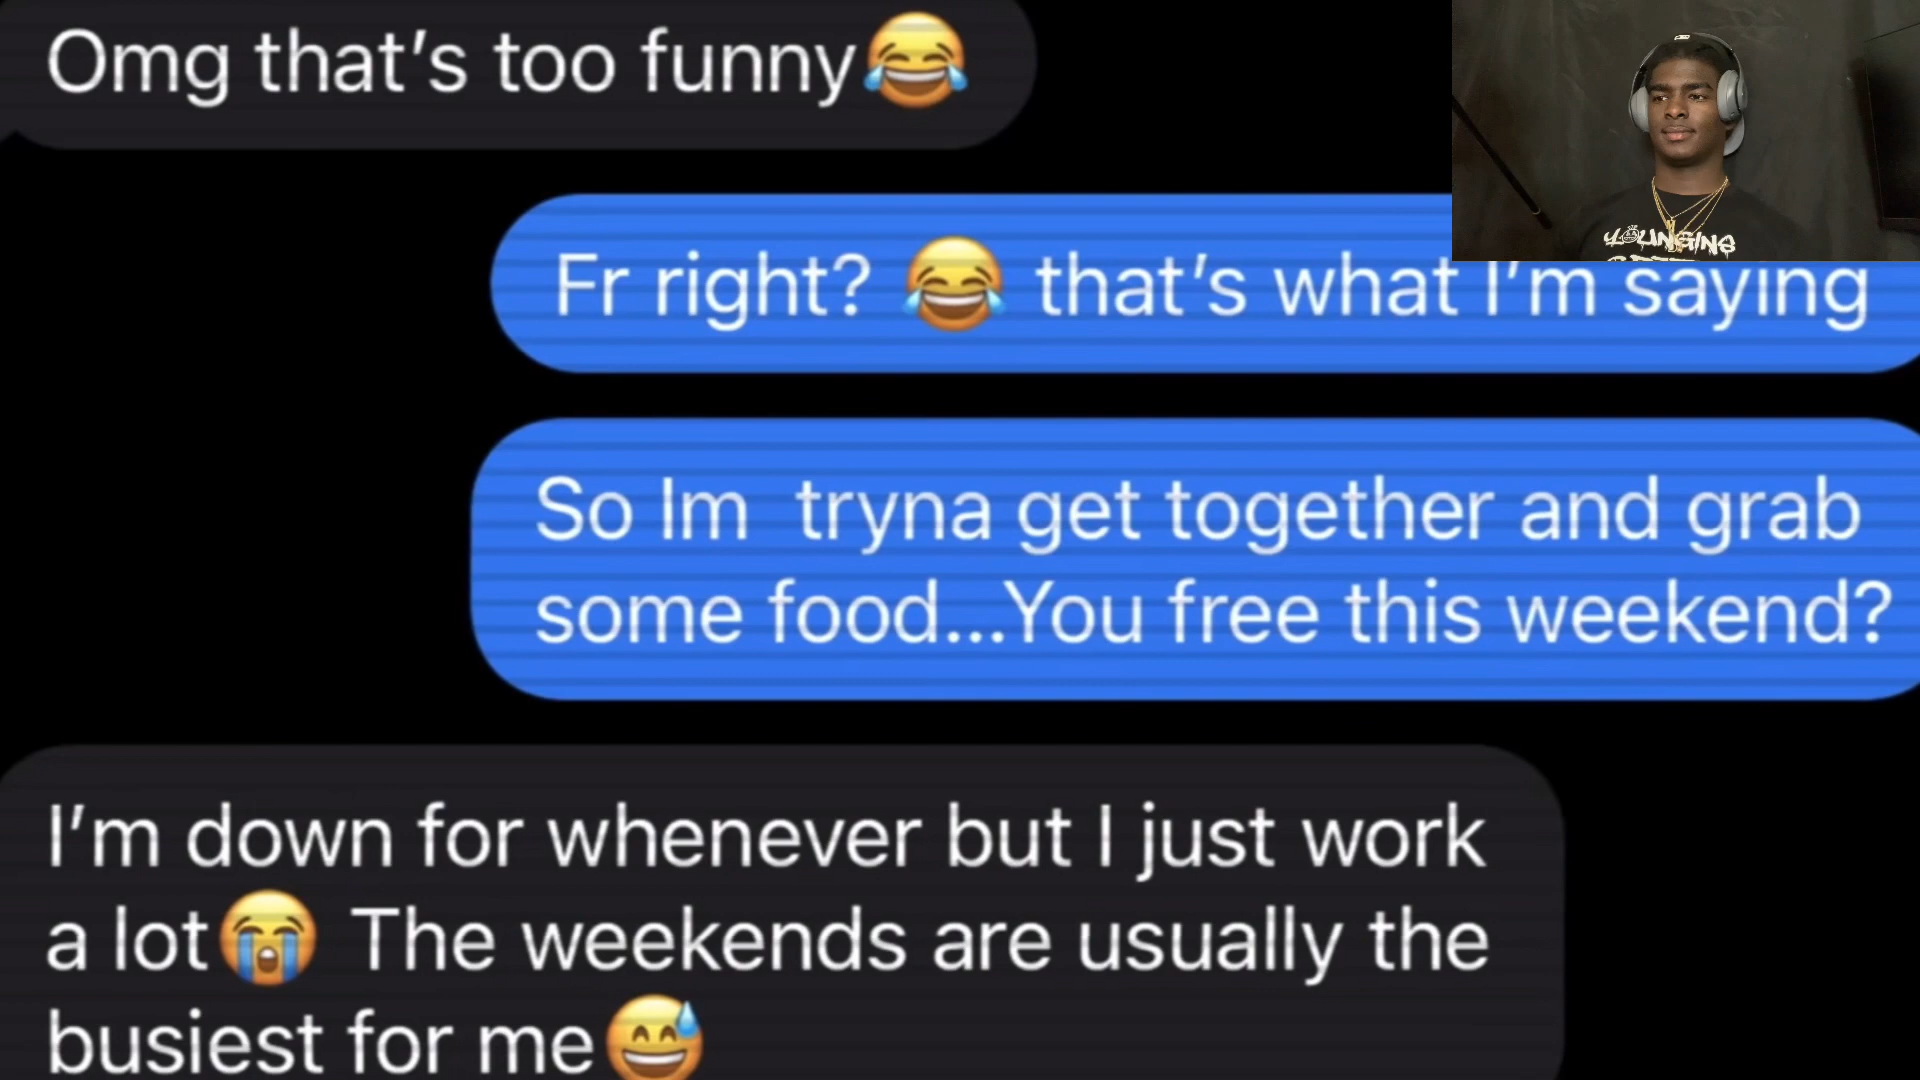 Omg that's too funny😂
Fr right? 😂 that's what I'm saying
So Im  tryna get together and grab
some food...You free this weekend?
I'm down for whenever but I just work
a lot😭 The weekends are usually the
busiest for me😅
YOUNGINS